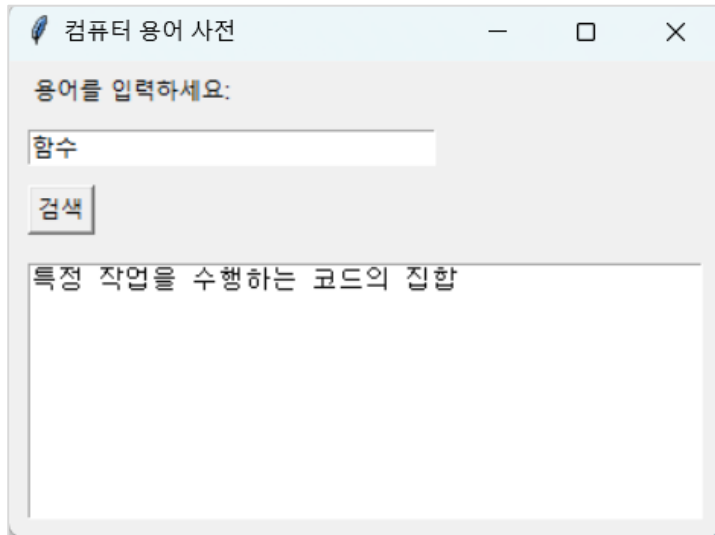 컴퓨터 용어 사전
용어를 입력하세요:
함수
검색
특정 작업을 수행하는 코드의 집합